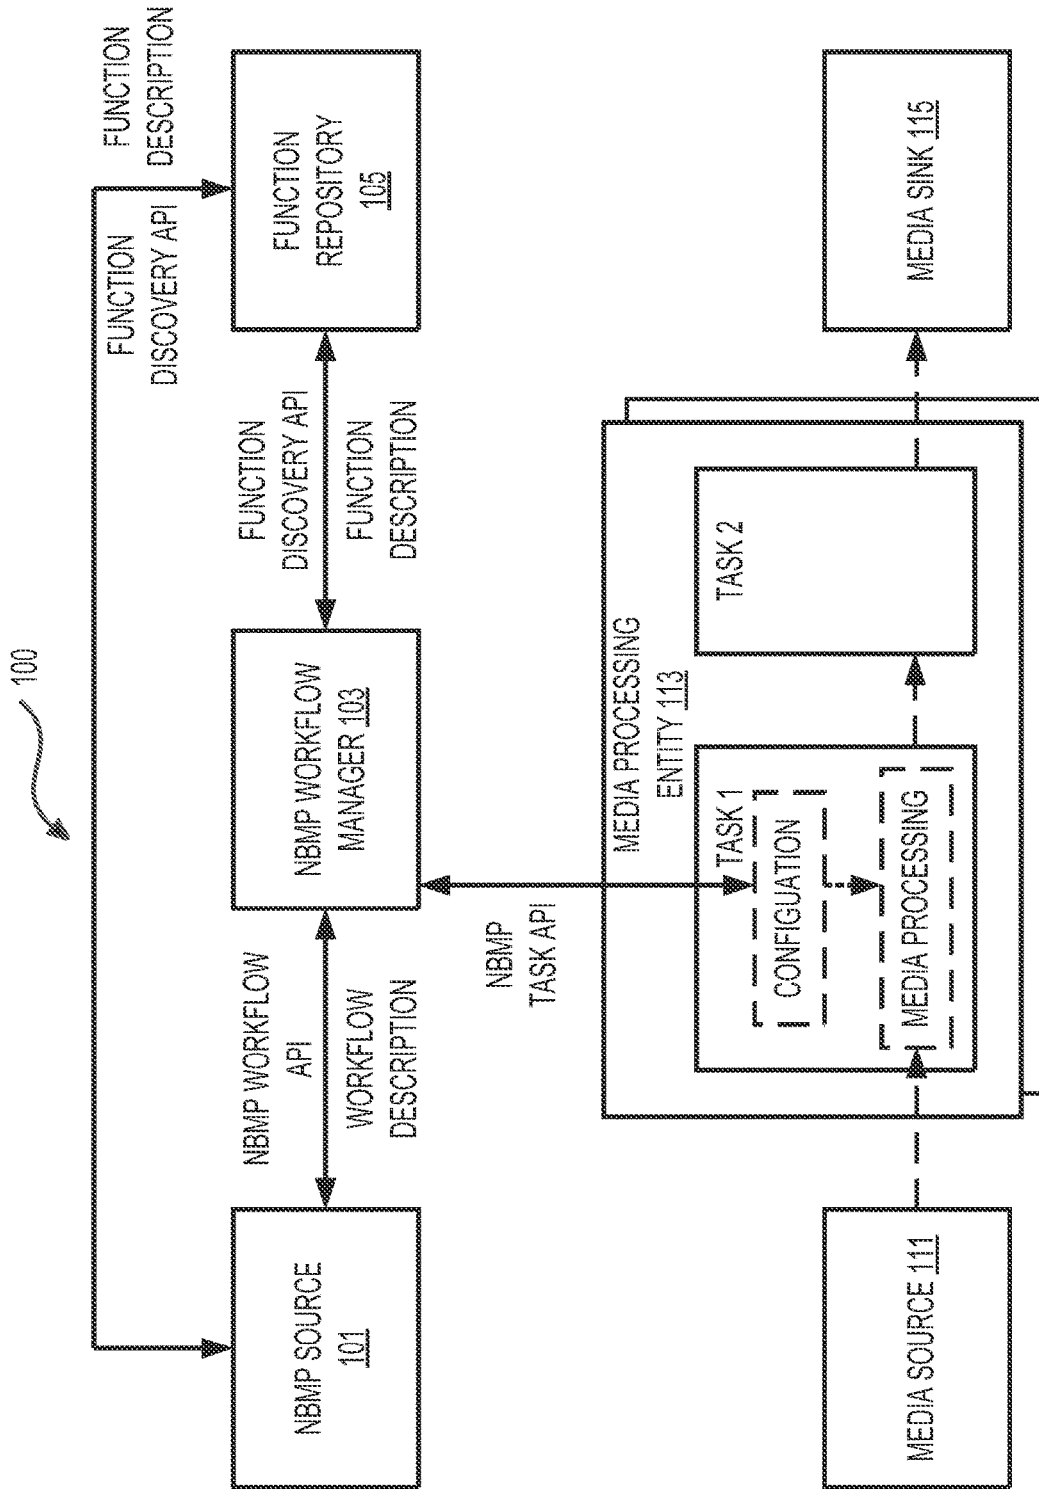 100
FUNCTION
DISCOVERY API
FUNCTION
DESCRIPTION
NBMP SOURCE
101
NBMP WORKFLOW
API
WORKFLOW
DESCRIPTION
NBMP WORKFLOW
MANAGER 103
FUNCTION
DISCOVERY API
FUNCTION
DESCRIPTION
FUNCTION
REPOSITORY
105
NBMP
TASK API
MEDIA PROCESSING
ENTITY 113
TASK 1
CONFIGUATION
MEDIA PROCESSING
TASK 2
MEDIA SOURCE 111
MEDIA SINK 115